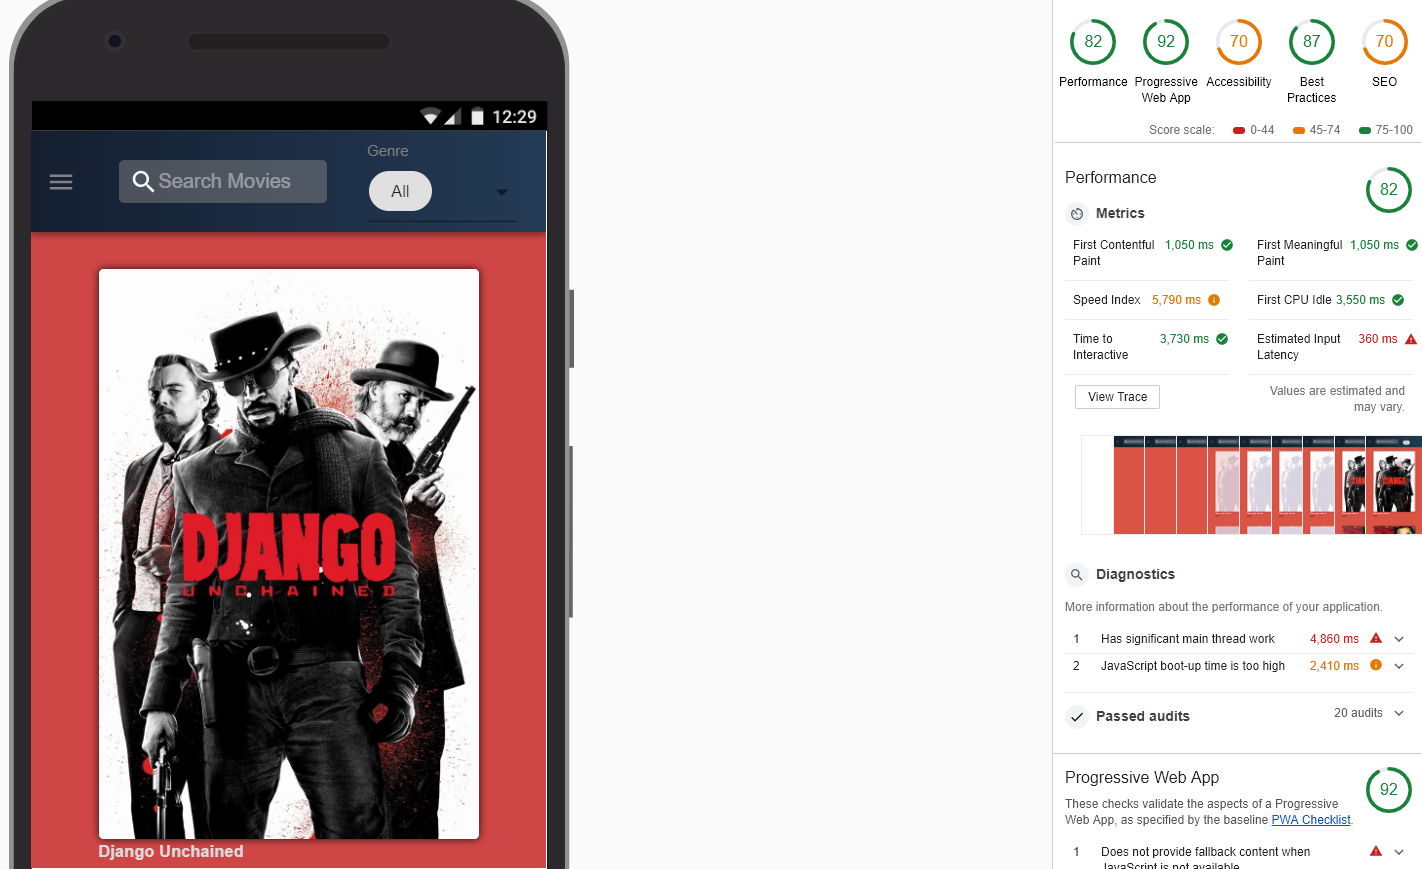 12:29
Genre
Search Movies
All
DJANGO
UNCHAINED
Django Unchained
82
92
70
87
70
Performance
Progressive
Web App
Accessibility
Best
Practices
SEO
Score scale:
0-44
45-74
75-100
Performance
82
Metrics
First Contentful
Paint
1,050 ms
First Meaningful
Paint
1,050 ms
Speed Index
5,790 ms
First CPU Idle
3,550 ms
Time to
Interactive
3,730 ms
Estimated Input
Latency
360 ms
View Trace
Values are estimated and
may vary.
Diagnostics
More information about the performance of your application.
1 Has significant main thread work 4,860 ms
2 JavaScript boot-up time is too high 2,410 ms
Passed audits
20 audits
Progressive Web App
92
These checks validate the aspects of a Progressive
Web App, as specified by the baseline PWA Checklist.
1 Does not provide fallback content when
JavaScript is not available